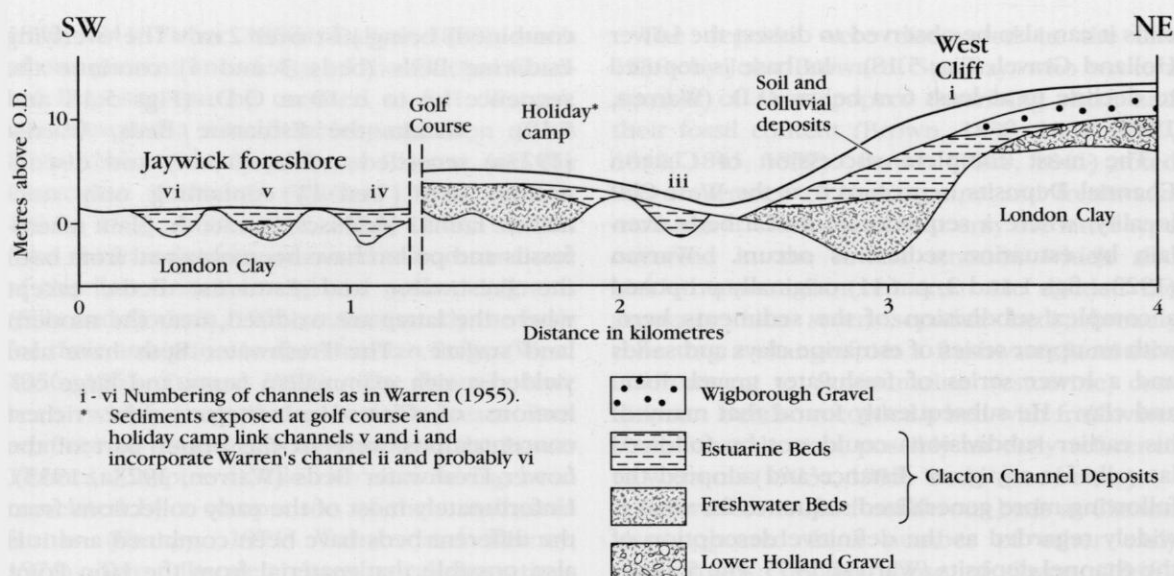 SW
NE
West
Cliff
Holiday *
camp
Soil and
colluvial
deposits
i
Golf
Course
*
Metres above O.D.
10
0
Jaywick foreshore
vi
v
iv
iii
London Clay
London Clay
0
1
2
3
4
Distance in kilometres
i - vi Numbering of channels as in Warren (1955).
* Sediments exposed at golf course and
holiday camp link channels v and i and
incorporate Warren's channel ii and probably vi
Wigborough Gravel
Estuarine Beds
Freshwater Beds
Clacton Channel Deposits
Lower Holland Gravel